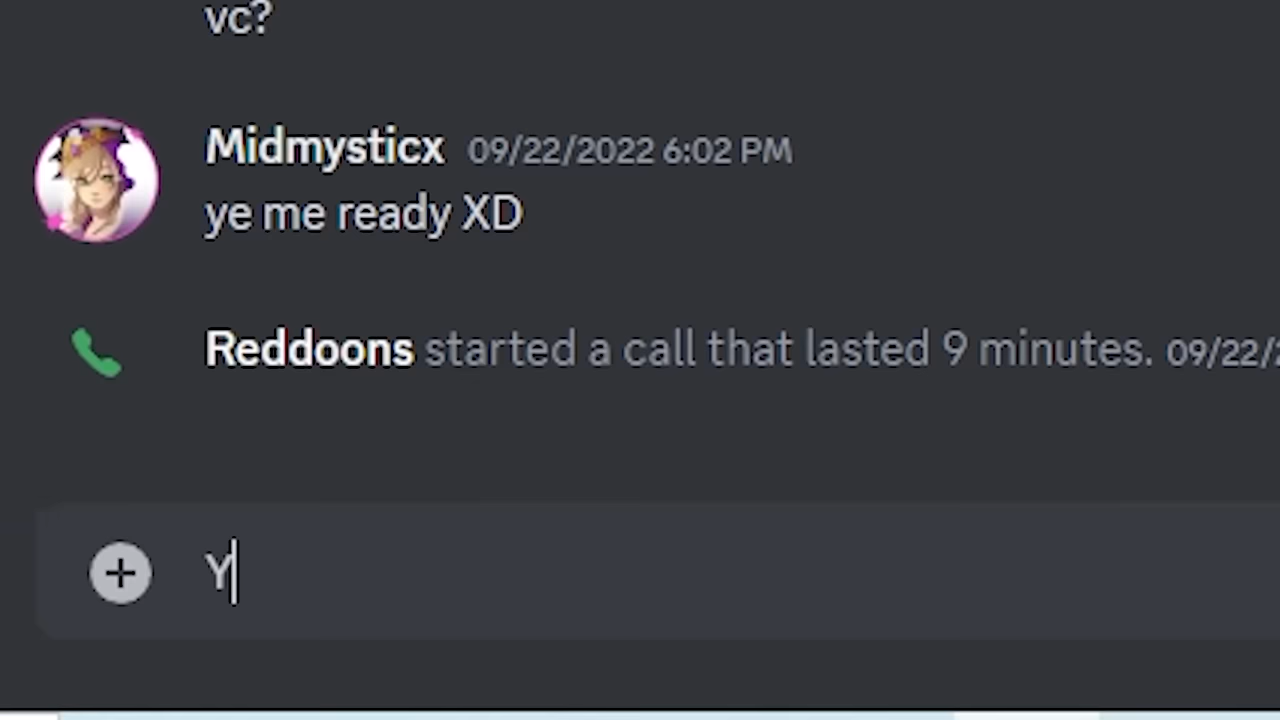 vc?
Midmysticx 09/22/2022 6:02 PM
ye me ready XD
Reddoons started a call that lasted 9 minutes. 09/22/
Y